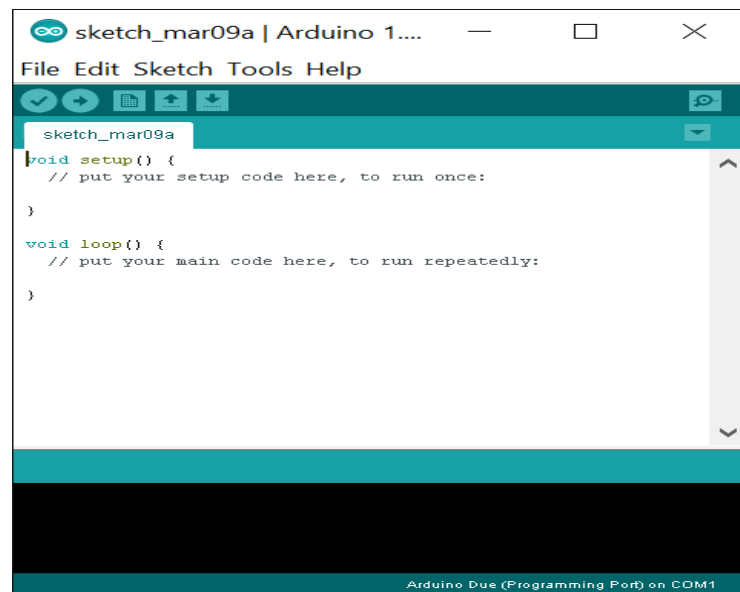 sketch_mar09a | Arduino 1....
File Edit Sketch Tools Help
sketch_mar09a
void setup() {
  // put your setup code here, to run once:
}
void loop() {
  // put your main code here, to run repeatedly:
}
Arduino Due (Programming Port) on COM1